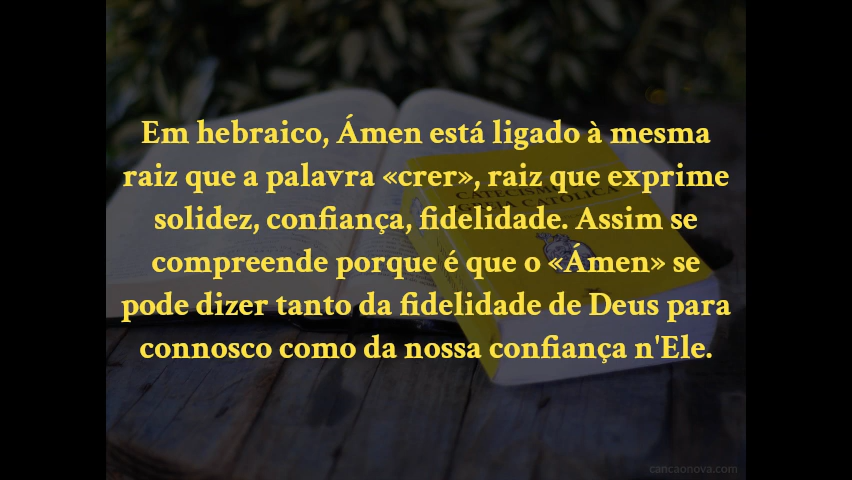 Em hebraico, Ámen está ligado à mesma
raiz que a palavra «crer», raiz que exprime
solidez, confiança, fidelidade. Assim se
compreende porque é que o «Ámen» se
pode dizer tanto da fidelidade de Deus para
connosco como da nossa confiança n'Ele.
CATECISMO
CATÓLICA
cancaonova.com